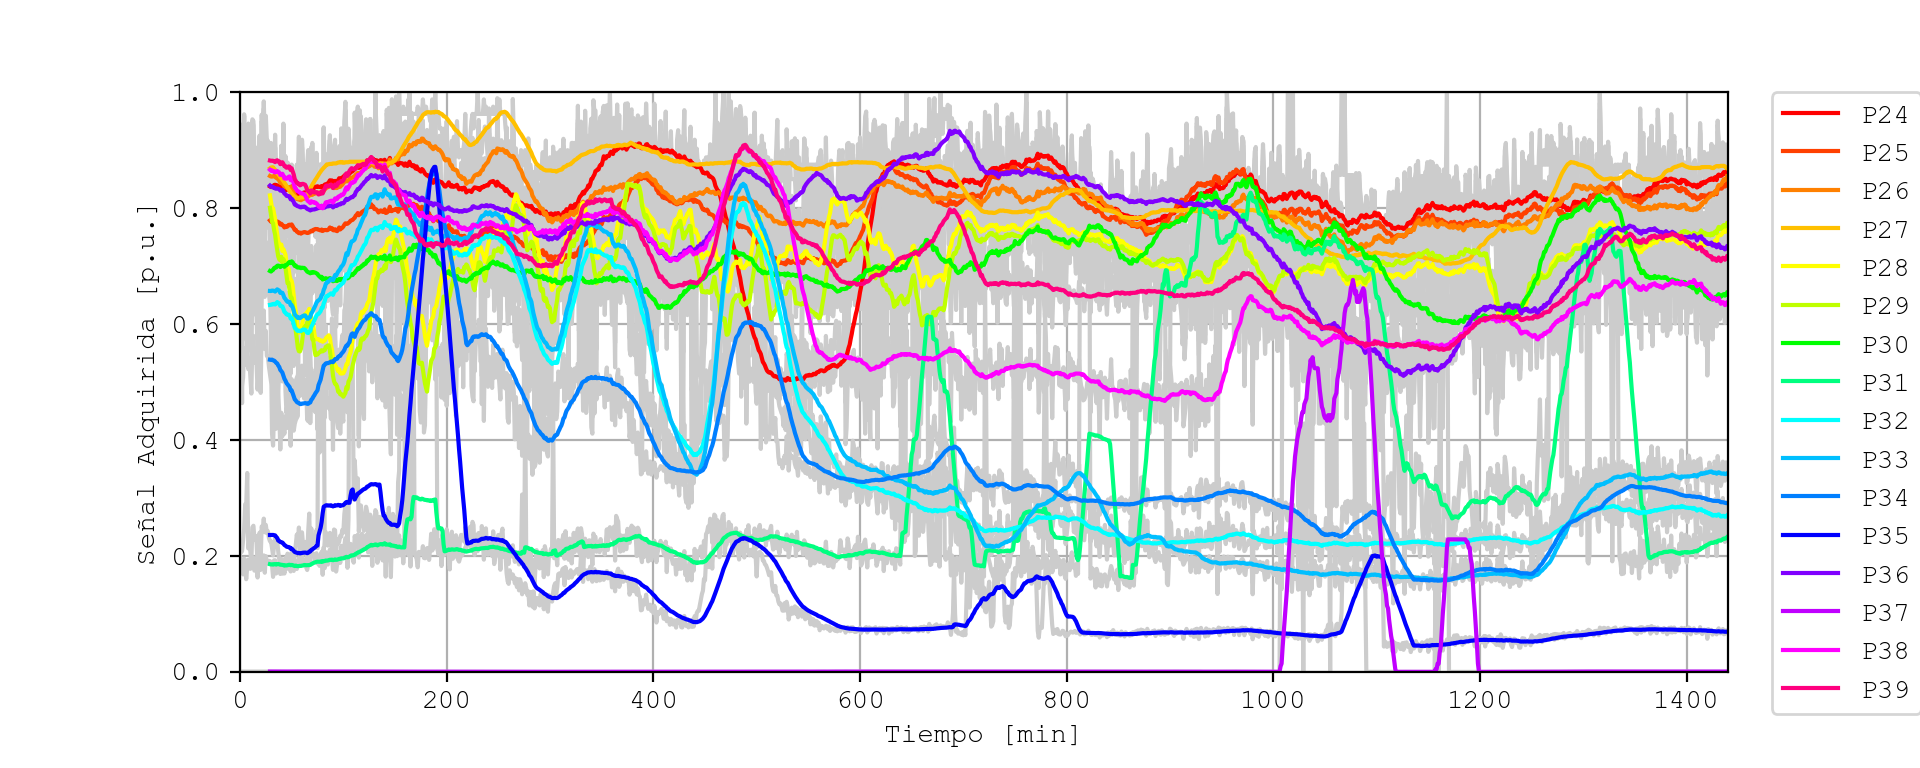 Señal Adquirida [p.u.]
1.0
0.8
0.6
0.4
0.2
0.0
0 200 400 600 800 1000 1200 1400
Tiempo [min]
P24
P25
P26
P27
P28
P29
P30
P31
P32
P33
P34
P35
P36
P37
P38
P39